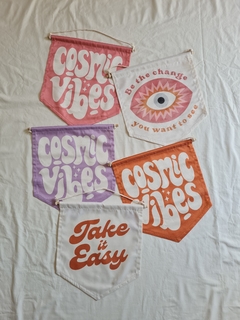 cosmic
vibes
Be the change
you want to see
cosmic
vibes
cosmic
vibes
Take
it
Easy